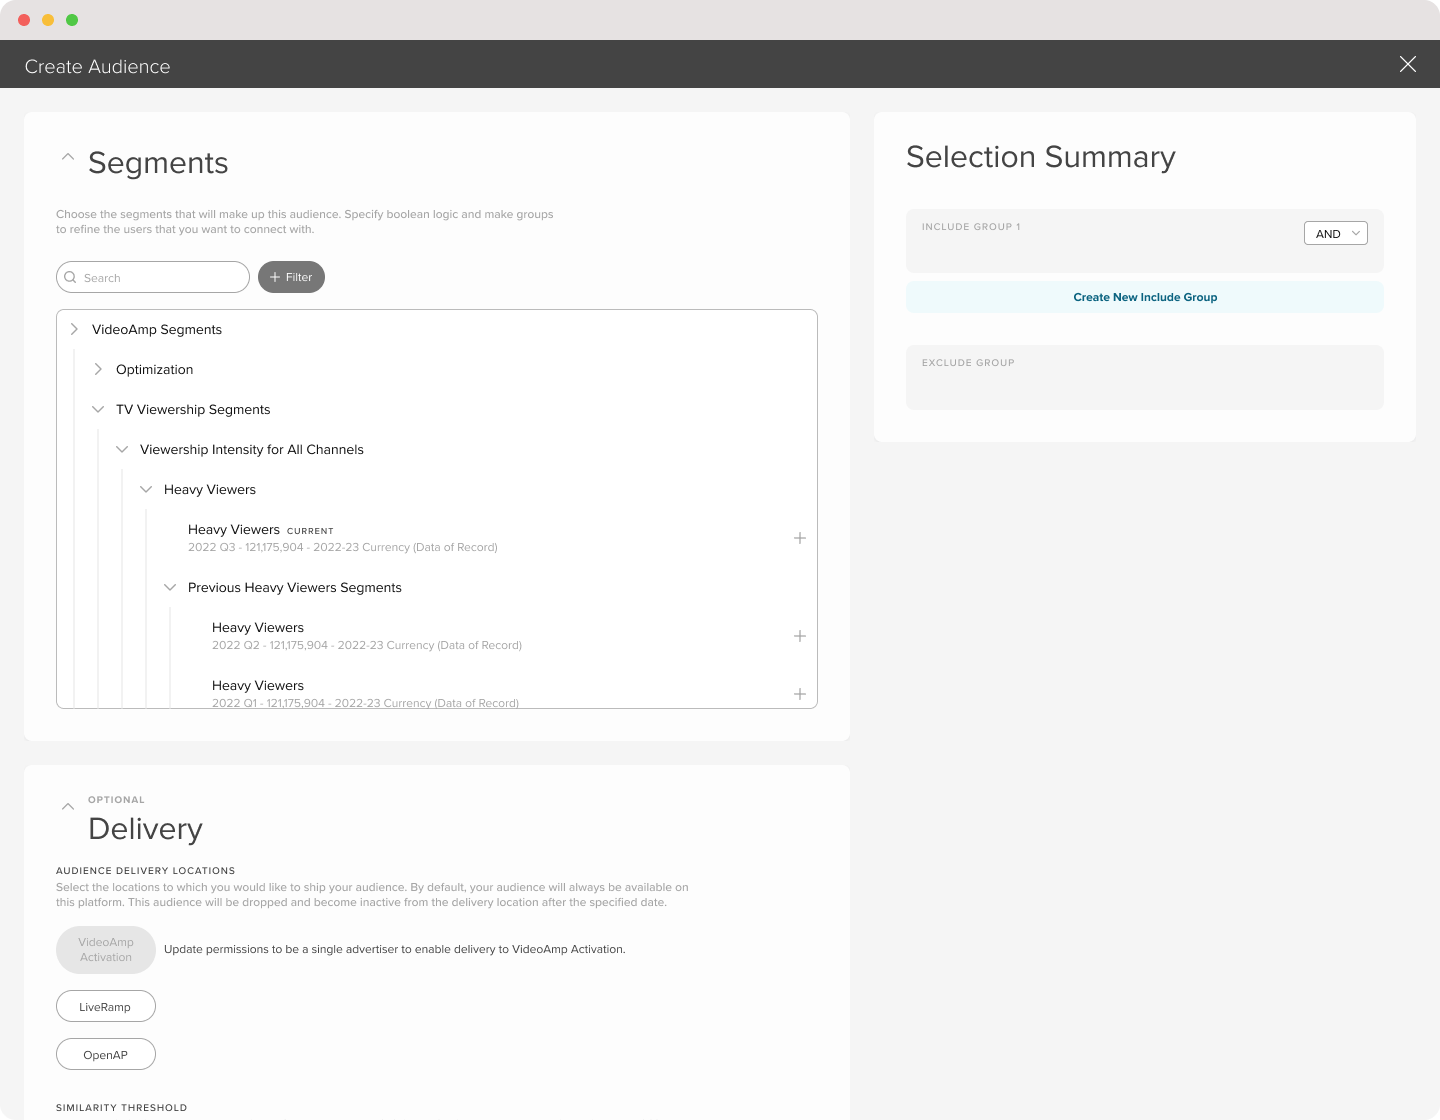 Create Audience
Segments
Choose the segments that will make up this audience. Specify boolean logic and make groups
to refine the users that you want to connect with.
Search
Filter
VideoAmp Segments
Optimization
TV Viewership Segments
Viewership Intensity for All Channels
Heavy Viewers
Heavy Viewers CURRENT
2022 Q3 - 121,175,904 - 2022-23 Currency (Data of Record)
Previous Heavy Viewers Segments
Heavy Viewers
2022 Q2 - 121,175,904 - 2022-23 Currency (Data of Record)
Heavy Viewers
2022 Q1 - 121,175,904 - 2022-23 Currency (Data of Record)
OPTIONAL
Delivery
AUDIENCE DELIVERY LOCATIONS
Select the locations to which you would like to ship your audience. By default, your audience will always be available on
this platform. This audience will be dropped and become inactive from the delivery location after the specified date.
VideoAmp
Activation
Update permissions to be a single advertiser to enable delivery to VideoAmp Activation.
LiveRamp
OpenAP
SIMILARITY THRESHOLD
Selection Summary
INCLUDE GROUP 1
AND
Create New Include Group
EXCLUDE GROUP